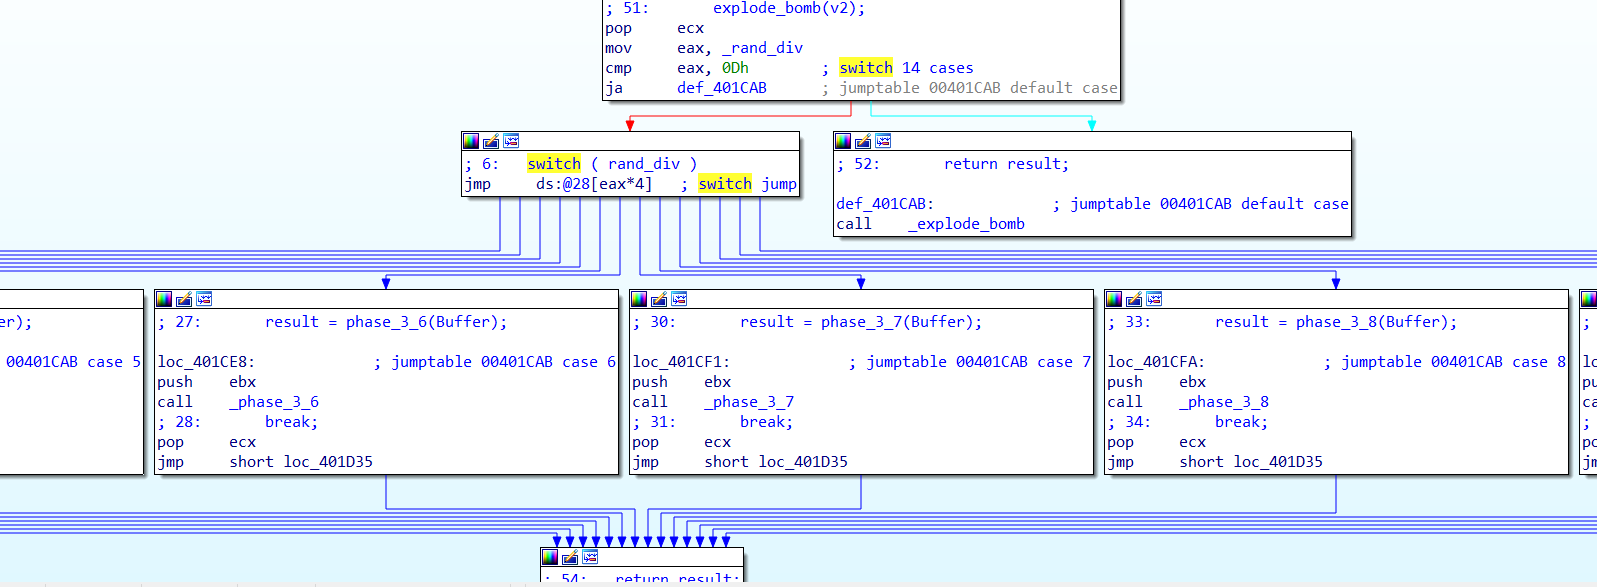 ; 51:       explode_bomb(v2);
pop     ecx
mov     eax, _rand_div
cmp     eax, 0Dh        ; switch 14 cases
ja      def_401CAB      ; jumptable 00401CAB default case
; 6:   switch ( rand_div )
jmp     ds:@28[eax*4]   ; switch jump
; 52:       return result;
def_401CAB:             ; jumptable 00401CAB default case
call    _explode_bomb
er);
00401CAB case 5
; 27:       result = phase_3_6(Buffer);
loc_401CE8:             ; jumptable 00401CAB case 6
push    ebx
call    _phase_3_6
; 28:       break;
pop     ecx
jmp     short loc_401D35
; 30:       result = phase_3_7(Buffer);
loc_401CF1:             ; jumptable 00401CAB case 7
push    ebx
call    _phase_3_7
; 31:       break;
pop     ecx
jmp     short loc_401D35
; 33:       result = phase_3_8(Buffer);
loc_401CFA:             ; jumptable 00401CAB case 8
push    ebx
call    _phase_3_8
; 34:       break;
pop     ecx
jmp     short loc_401D35
; 54:   return result;